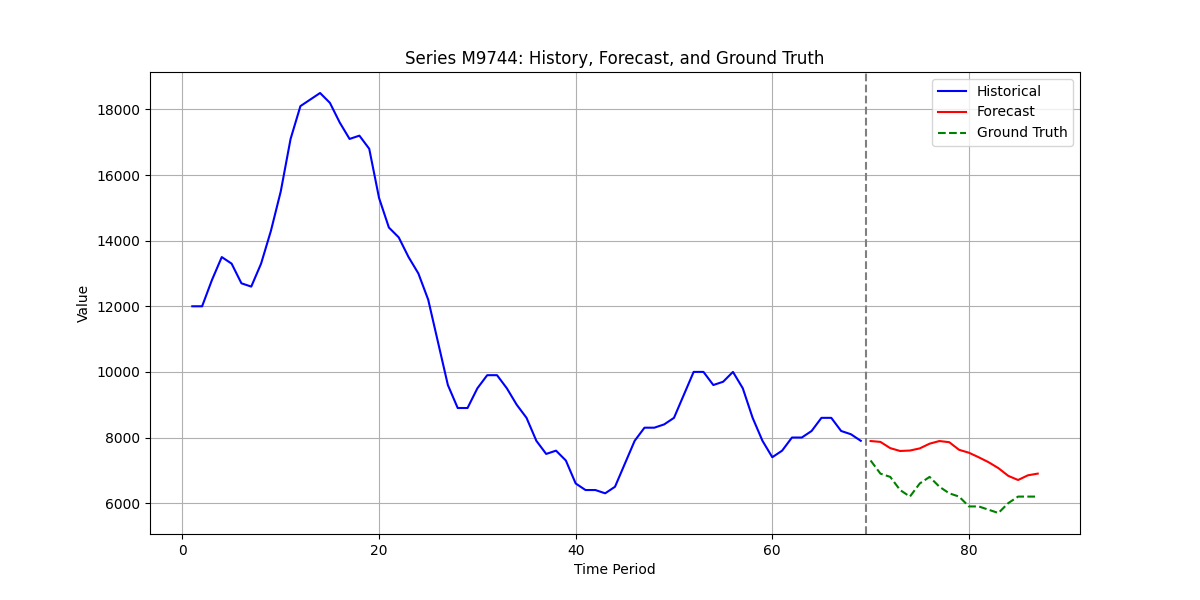 Series M9744: History, Forecast, and Ground Truth
Historical
Forecast
Ground Truth
Value
18000
16000
14000
12000
10000
8000
6000
0 20 40 60 80
Time Period